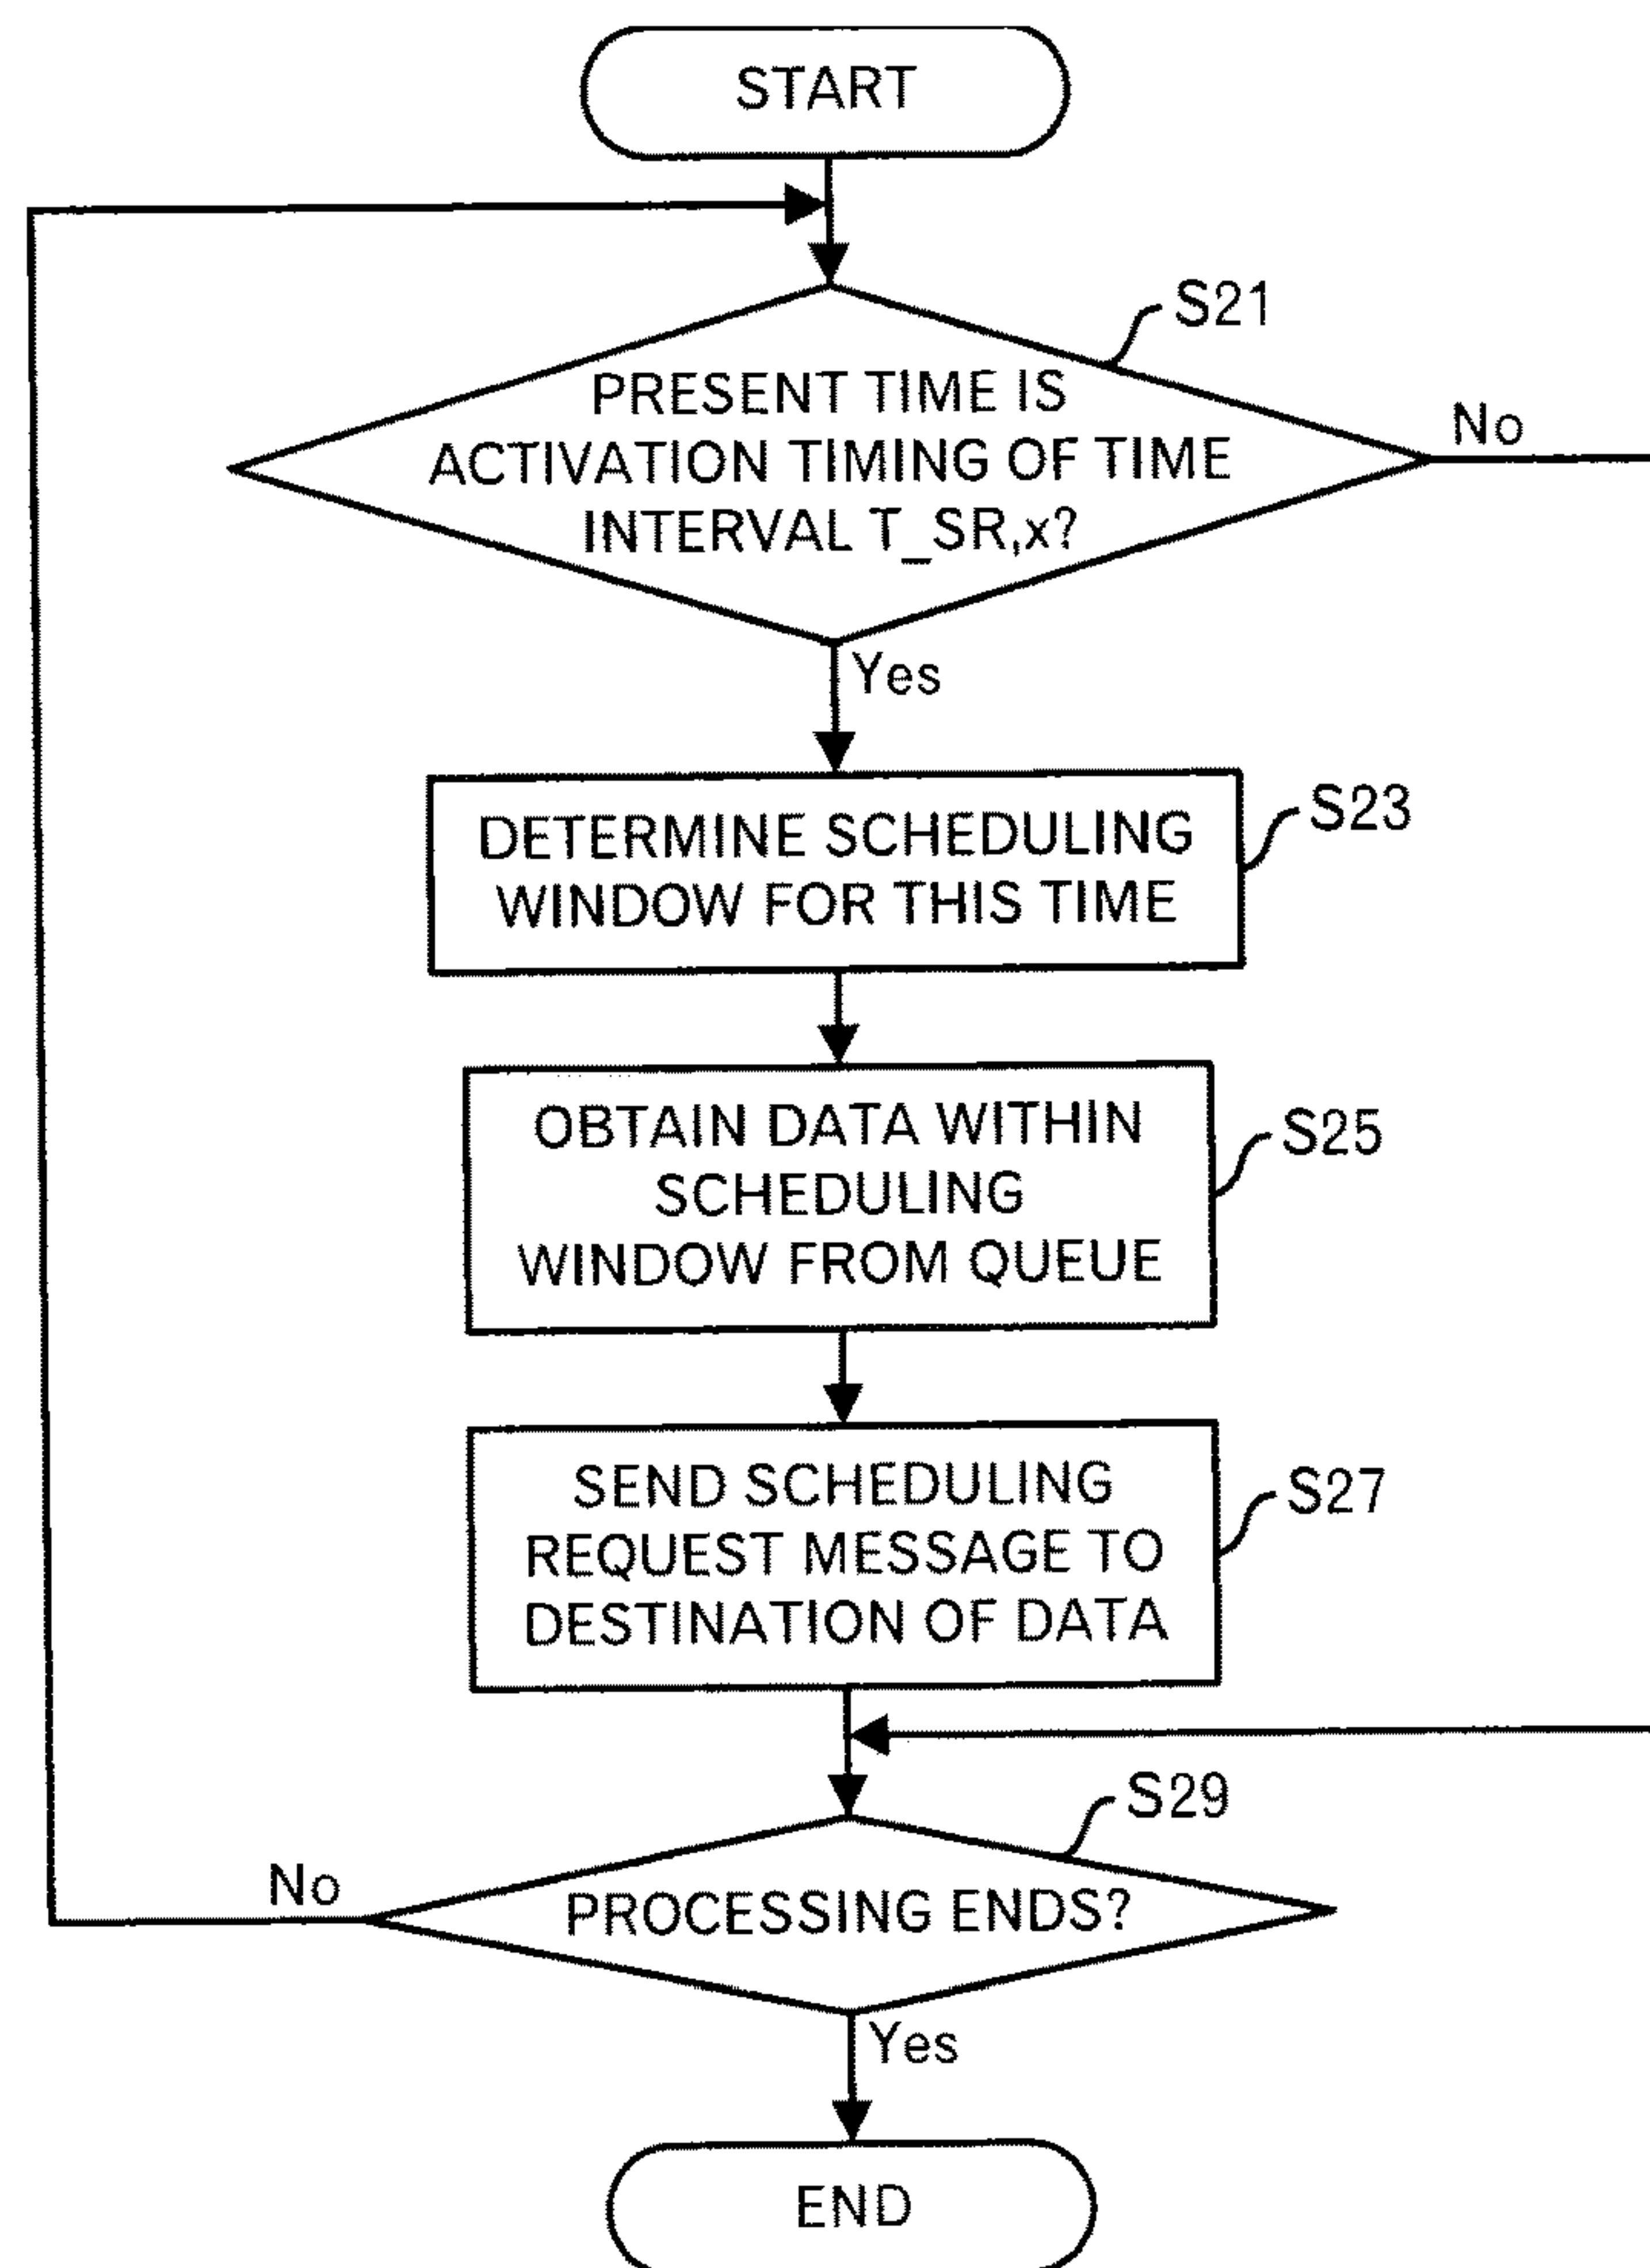 START
S21
PRESENT TIME IS
ACTIVATION TIMING OF TIME
INTERVAL T_SR,x?
No
Yes
S23
DETERMINE SCHEDULING
WINDOW FOR THIS TIME
S25
OBTAIN DATA WITHIN
SCHEDULING
WINDOW FROM QUEUE
S27
SEND SCHEDULING
REQUEST MESSAGE TO
DESTINATION OF DATA
S29
No
PROCESSING ENDS?
Yes
END